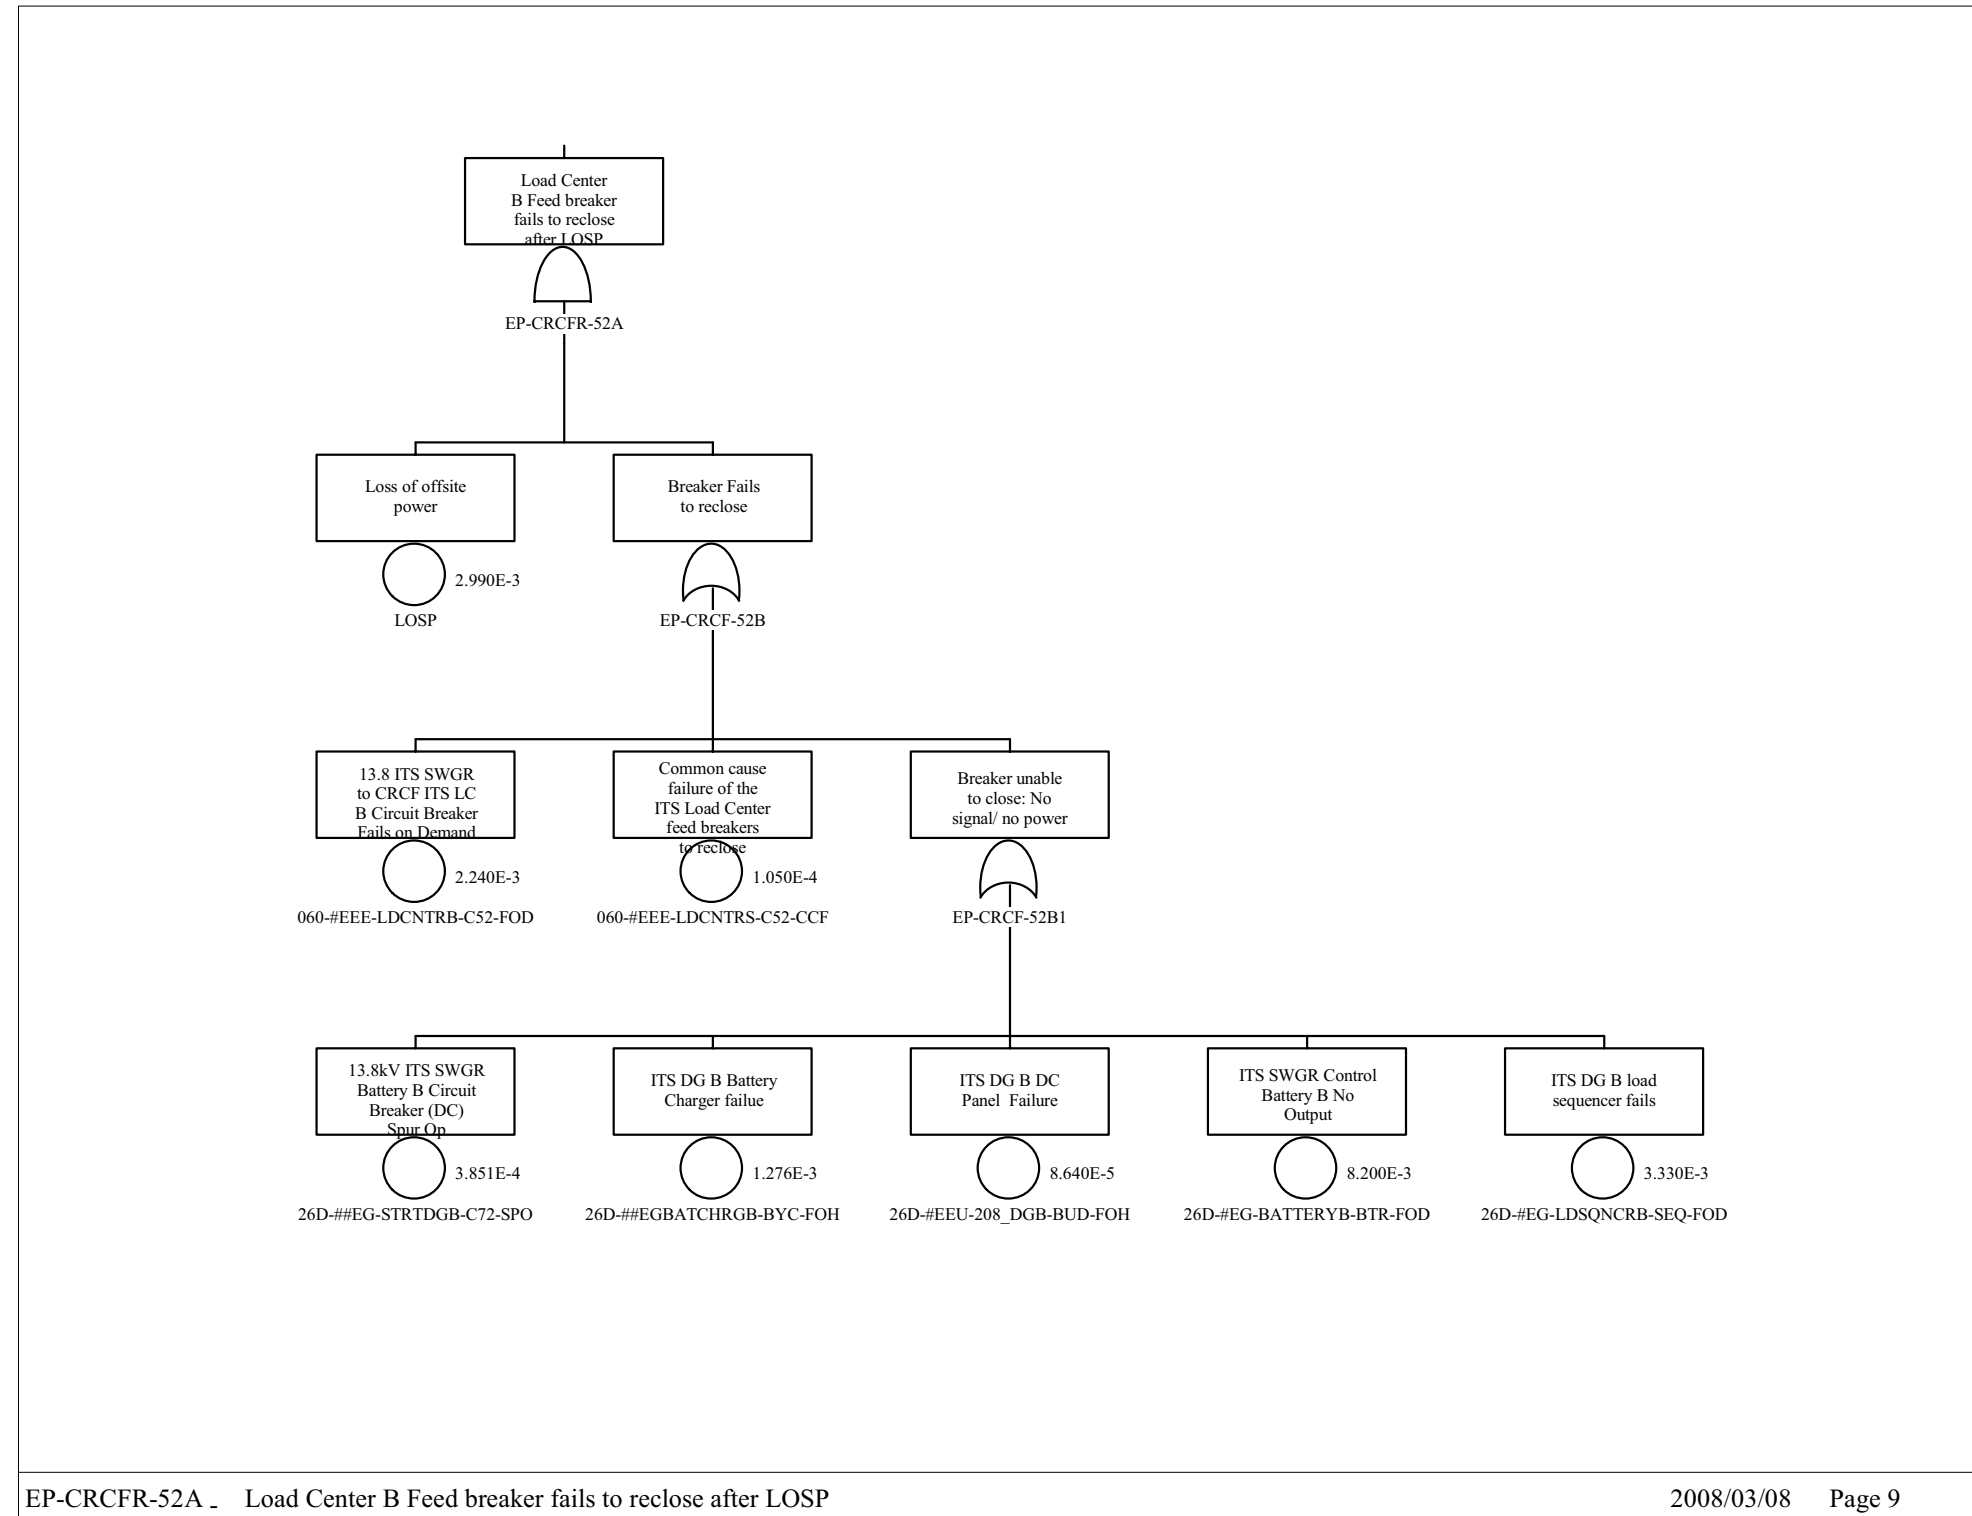 Load Center
B Feed breaker
fails to reclose
after LOSP
EP-CRCFR-52A
Loss of offsite
power
2.990E-3
LOSP
Breaker Fails
to reclose
EP-CRCF-52B
13.8 ITS SWGR
to CRCF ITS LC
B Circuit Breaker
Fails on Demand
2.240E-3
060-#EEE-LDCNTRB-C52-FOD
Common cause
failure of the
ITS Load Center
feed breakers
to reclose
1.050E-4
060-#EEE-LDCNTRS-C52-CCF
Breaker unable
to close: No
signal/ no power
EP-CRCF-52B1
13.8kV ITS SWGR
Battery B Circuit
Breaker (DC)
Spur Op
3.851E-4
26D-##EG-STRTDGB-C72-SPO
ITS DG B Battery
Charger failue
1.276E-3
26D-##EGBATCHRGB-BYC-FOH
ITS DG B DC
Panel  Failure
8.640E-5
26D-#EEU-208_DGB-BUD-FOH
ITS SWGR Control
Battery B No
Output
8.200E-3
26D-#EG-BATTERYB-BTR-FOD
ITS DG B load
sequencer fails
3.330E-3
26D-#EG-LDSQNCRB-SEQ-FOD
EP-CRCFR-52A - Load Center B Feed breaker fails to reclose after LOSP 2008/03/08 Page 9